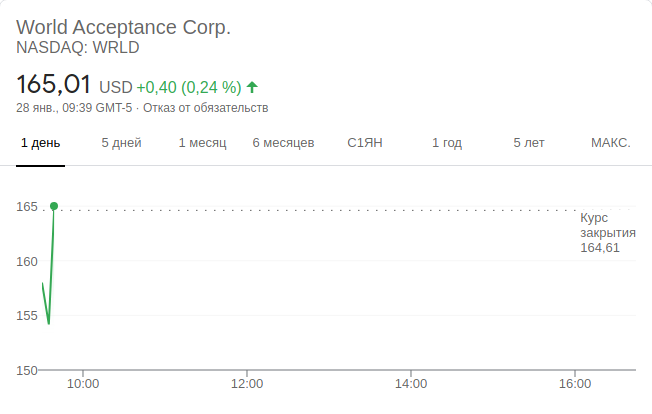 World Acceptance Corp.
NASDAQ: WRLD
165,01 USD +0,40 (0,24 %)
28 янв., 09:39 GMT-5 · Отказ от обязательств
1 день 5 дней 1 месяц 6 месяцев С1ЯН 1 год 5 лет МАКС.
165
Курс
закрытия
164,61
160
155
150
10:00 12:00 14:00 16:00